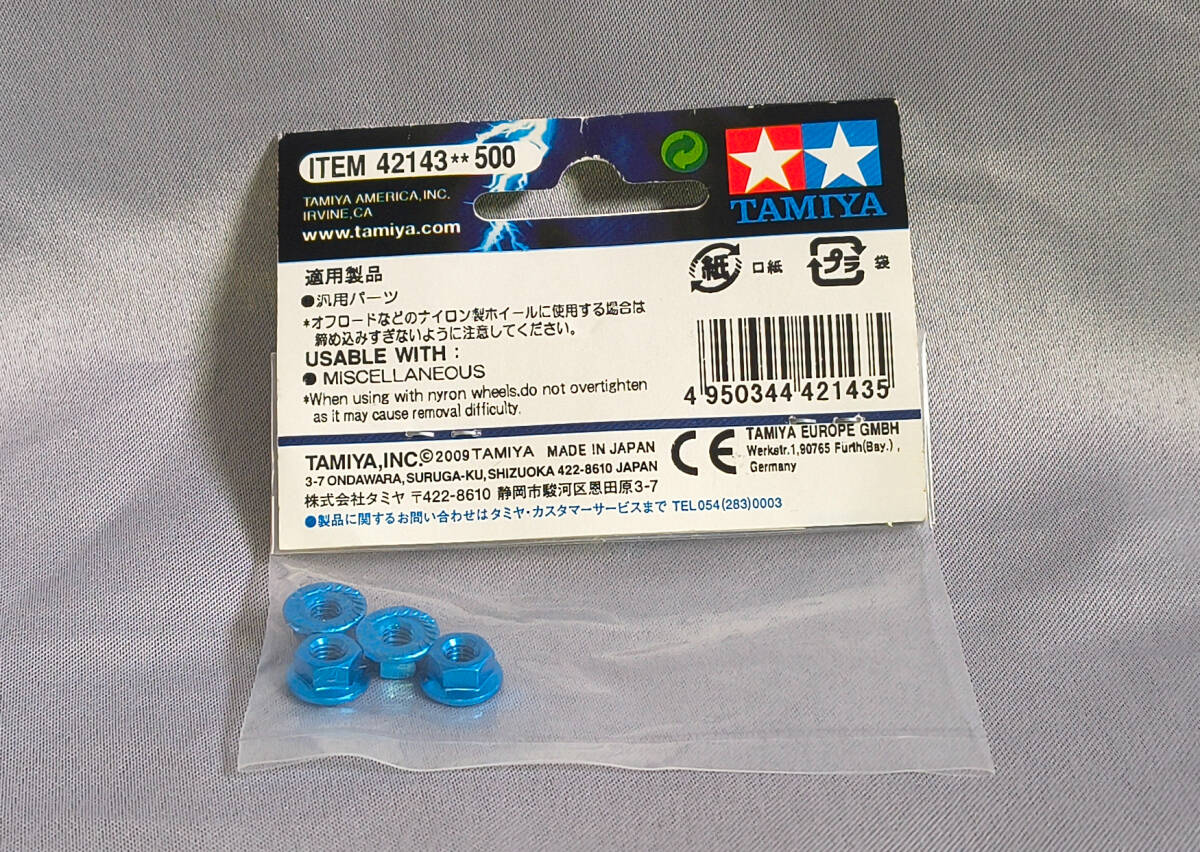 ITEM 42143**500
TAMIYA AMERICA, INC.
IRVINE, CA
www.tamiya.com
TAMIYA
適用製品
●汎用パーツ
*オフロードなどのナイロン製ホイールに使用する場合は
締め込みすぎないように注意してください。
USABLE WITH :
● MISCELLANEOUS
*When using with nyron wheels.do not overtighten
as it may cause removal difficulty.
紙 口紙
プラ 袋
4 950344 421435
TAMIYA,INC.©2009 TAMIYA MADE IN JAPAN
3-7 ONDAWARA, SURUGA-KU, SHIZUOKA 422-8610 JAPAN
株式会社タミヤ 〒422-8610 静岡市駿河区恩田原3-7
●製品に関するお問い合わせはタミヤ・カスタマーサービスまで TEL054(283)0003
CE
TAMIYA EUROPE GMBH
Werkstr.1,90765 Fürth(Bay.) ,
Germany